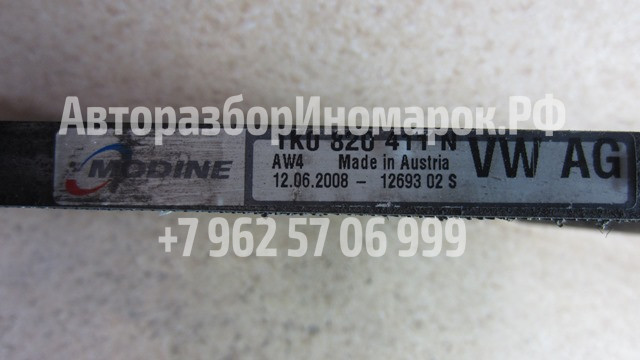 АвторазборИномарок.РФ
1K0 820 411 N
MODINE
AW4 Made in Austria
VW AG
12.06.2008 – 12693 02 S
+7 962 57 06 999